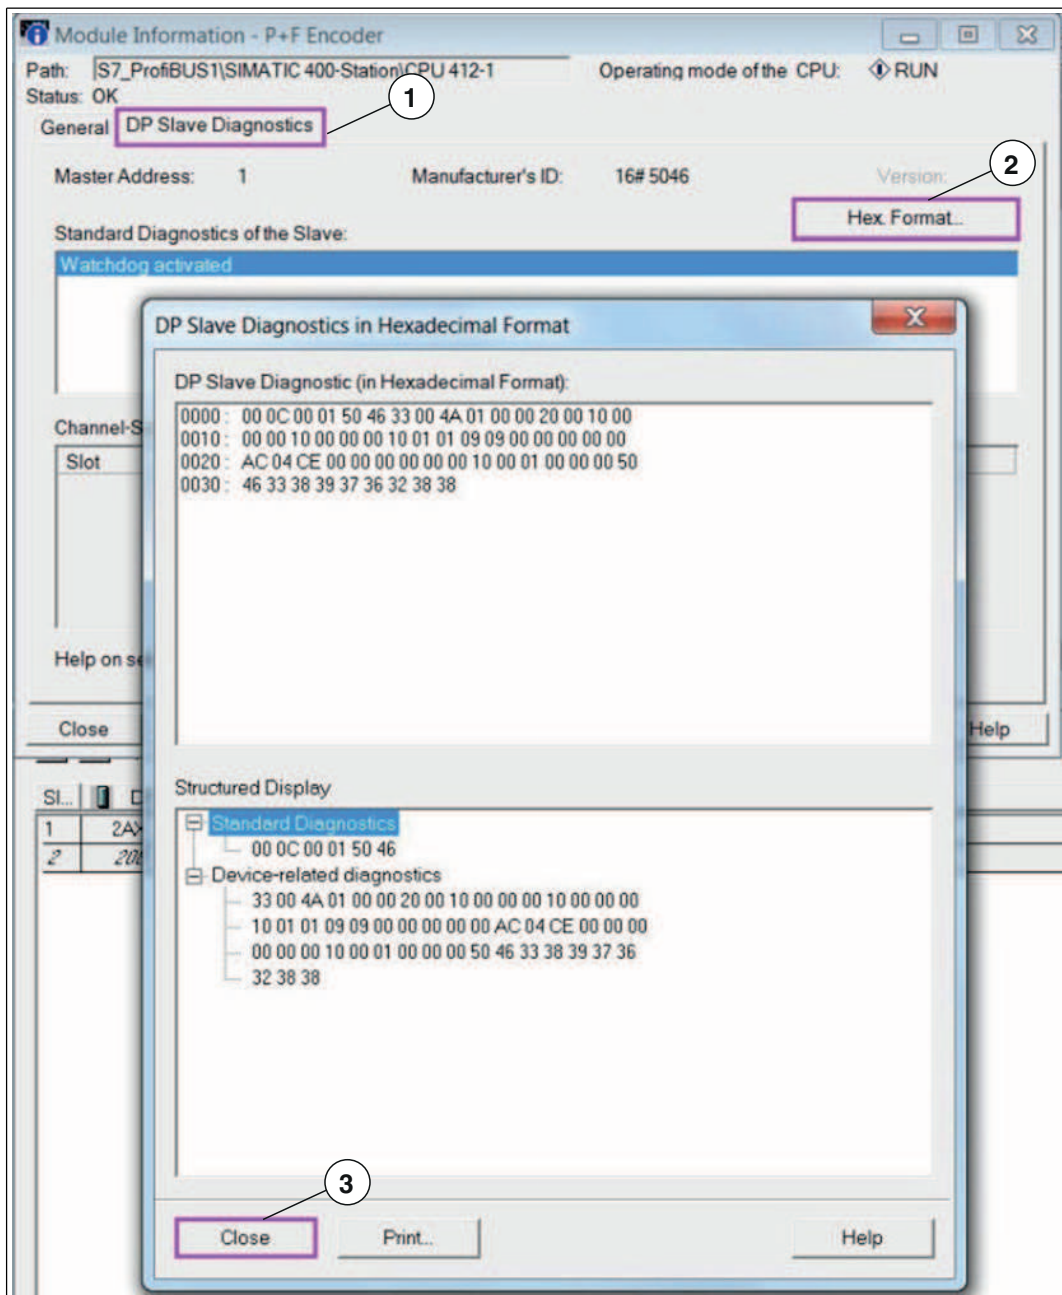 Module Information - P+F Encoder
Path: S7_ProfiBUS1\SIMATIC 400-Station\CPU 412-1 Operating mode of the CPU: RUN
Status: OK
1
General DP Slave Diagnostics
2
Master Address: 1 Manufacturer's ID: 16# 5046 Version:
Hex. Format...
Standard Diagnostics of the Slave:
Watchdog activated
DP Slave Diagnostics in Hexadecimal Format
DP Slave Diagnostic (in Hexadecimal Format):
0000 : 00 0C 00 01 50 46 33 00 4A 01 00 00 20 00 10 00
0010 : 00 00 10 00 00 00 10 01 01 09 09 00 00 00 00 00
0020 : AC 04 CE 00 00 00 00 00 00 10 00 01 00 00 00 50
0030 : 46 33 38 39 37 36 32 38 38
Channel-S
Slot
Help on se
Close Help
Structured Display
Standard Diagnostics
00 0C 00 01 50 46
Device-related diagnostics
33 00 4A 01 00 00 20 00 10 00 00 00 10 00 00 00
10 01 01 09 09 00 00 00 00 00 AC 04 CE 00 00 00
00 00 00 10 00 01 00 00 00 50 46 33 38 39 37 36
32 38 38
Sl... D
1 2AX
2
3
Close Print... Help